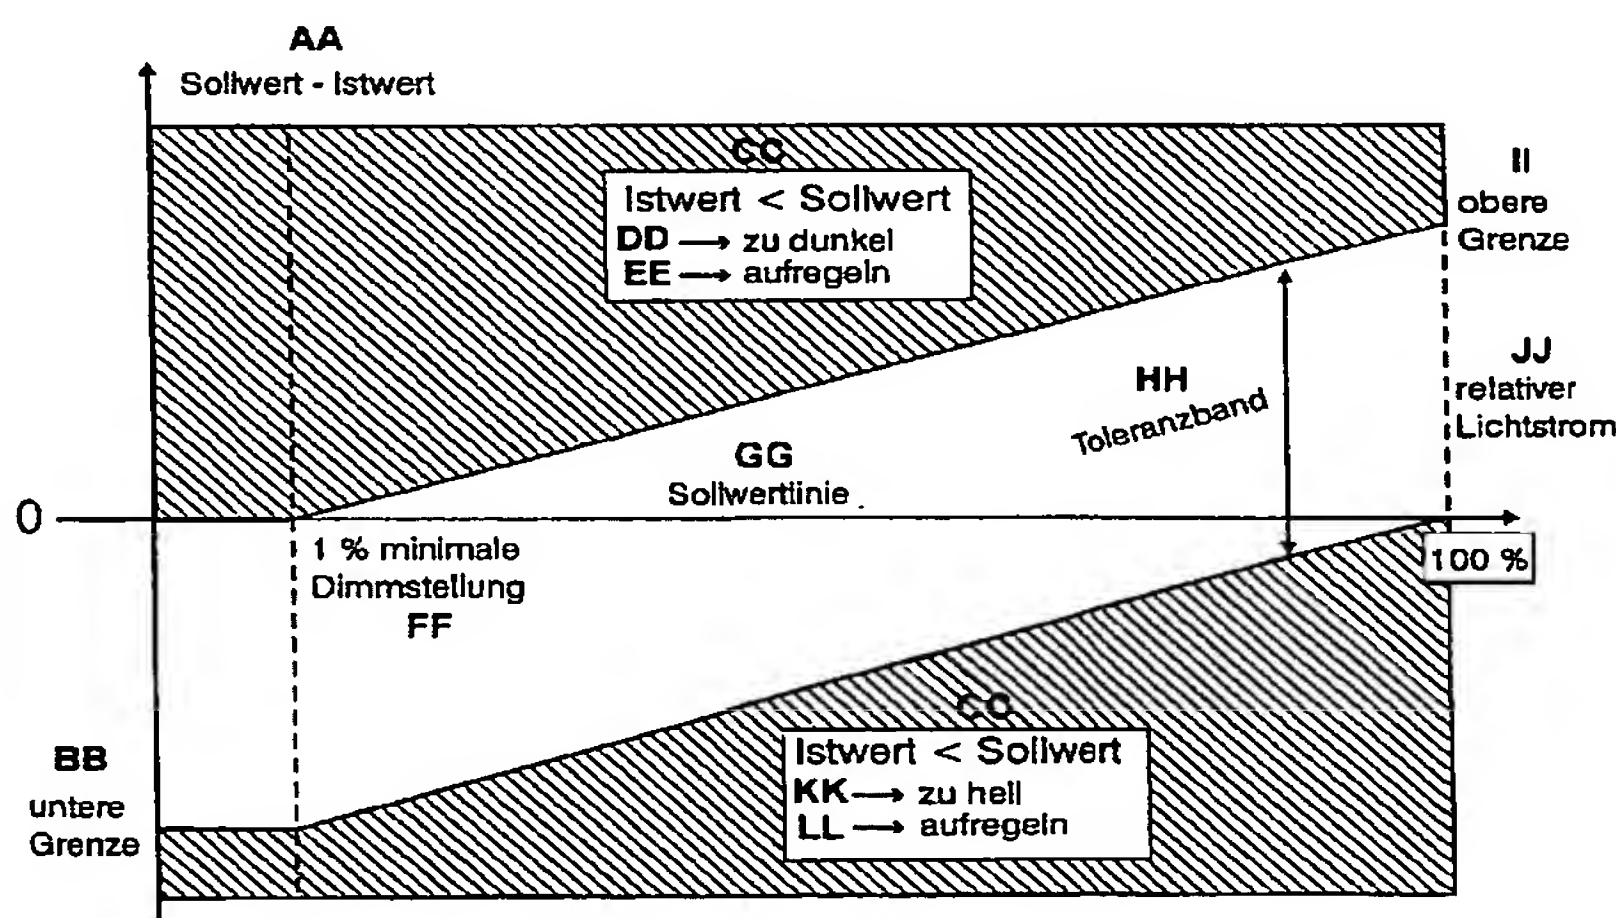 AA
Sollwert - Istwert
CC
Istwert < Sollwert
DD → zu dunkel
EE → aufregeln
II
obere
Grenze
JJ
relativer
Lichtstrom
HH
Toleranzband
GG
Sollwertlinie
0
1 % minimale
Dimmstellung
FF
100 %
CC
Istwert < Sollwert
KK → zu hell
LL → aufregeln
BB
untere
Grenze